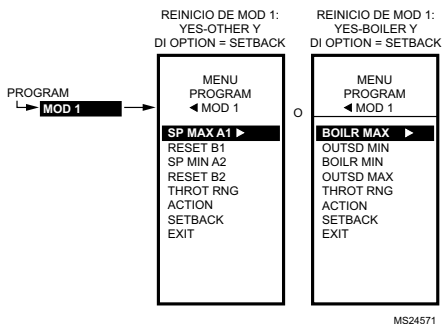 REINICIO DE MOD 1:
YES-OTHER Y
DI OPTION = SETBACK
REINICIO DE MOD 1:
YES-BOILER Y
DI OPTION = SETBACK
PROGRAM
MOD 1
MENU
PROGRAM
◄ MOD 1
SP MAX A1 ►
RESET B1
SP MIN A2
RESET B2
THROT RNG
ACTION
SETBACK
EXIT
O
MENU
PROGRAM
◄ MOD 1
BOILR MAX ►
OUTSD MIN
BOILR MIN
OUTSD MAX
THROT RNG
ACTION
SETBACK
EXIT
MS24571